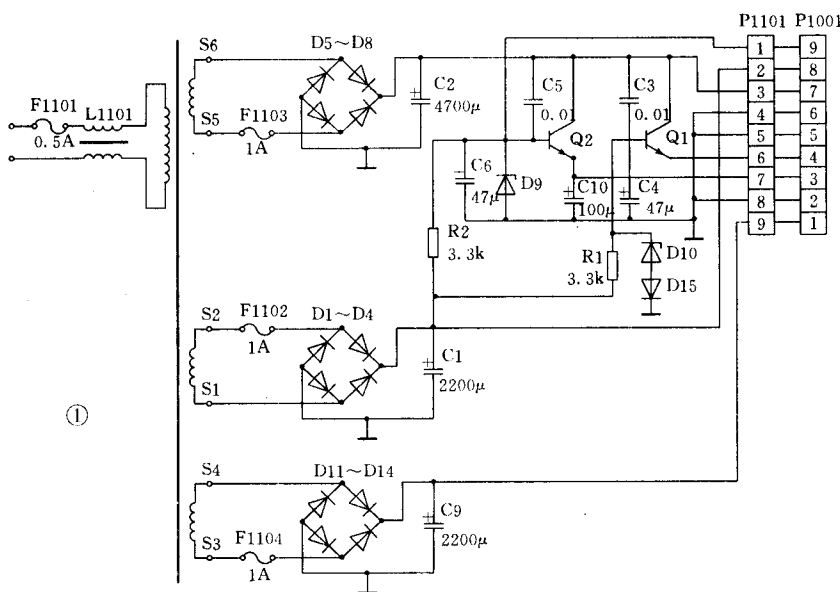 P1101 P1001
S6
D5～D8
F1101
L1101
0.5A
S5
F1103
1A
C2
4700μ
C5
0.01
Q2
C3
0.01
Q1
1 9
2 8
3 7
4 6
5 5
6 4
7 3
8 2
9 1
C6
47μ
D9
C10
100μ
C4
47μ
R2
3.3k
R1
3.3k
D10
D15
S2
F1102
1A
D1～D4
S1
C1
2200μ
①
S4
D11～D14
S3
F1104
1A
C9
2200μ